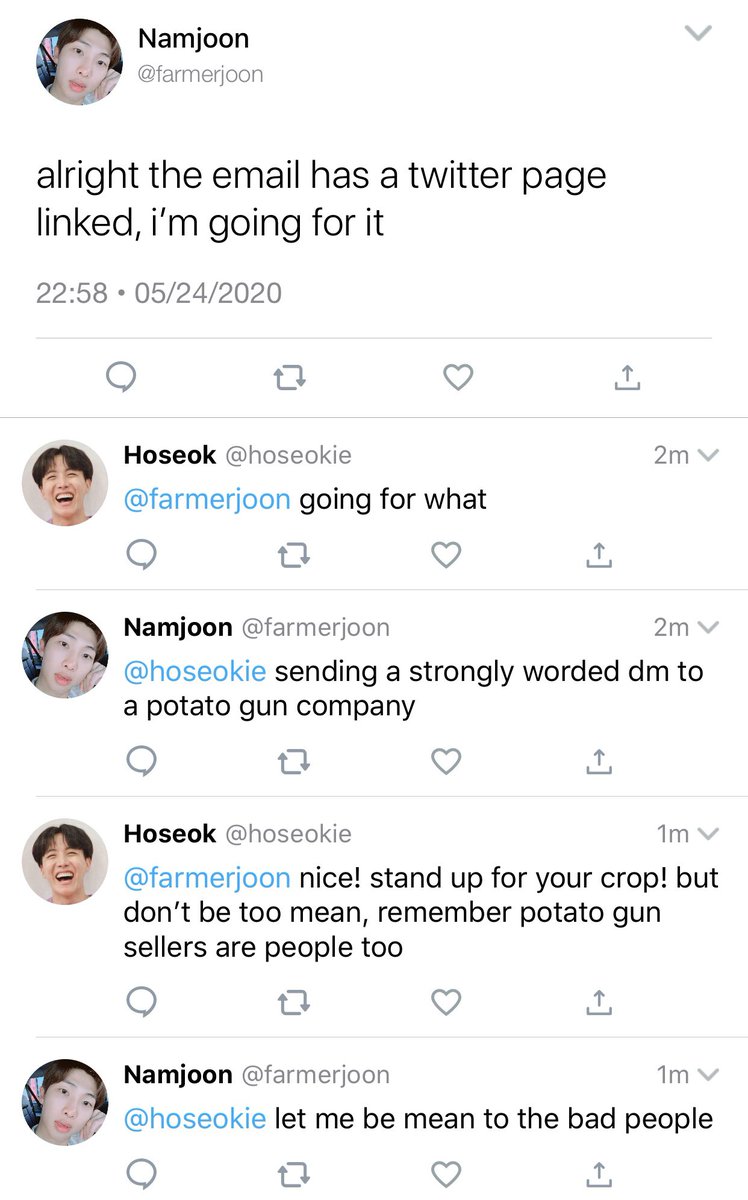 Namjoon
@farmerjoon
alright the email has a twitter page
linked, i’m going for it
22:58 • 05/24/2020
Hoseok @hoseokie 2m
@farmerjoon going for what
Namjoon @farmerjoon 2m
@hoseokie sending a strongly worded dm to
a potato gun company
Hoseok @hoseokie 1m
@farmerjoon nice! stand up for your crop! but
don’t be too mean, remember potato gun
sellers are people too
Namjoon @farmerjoon 1m
@hoseokie let me be mean to the bad people